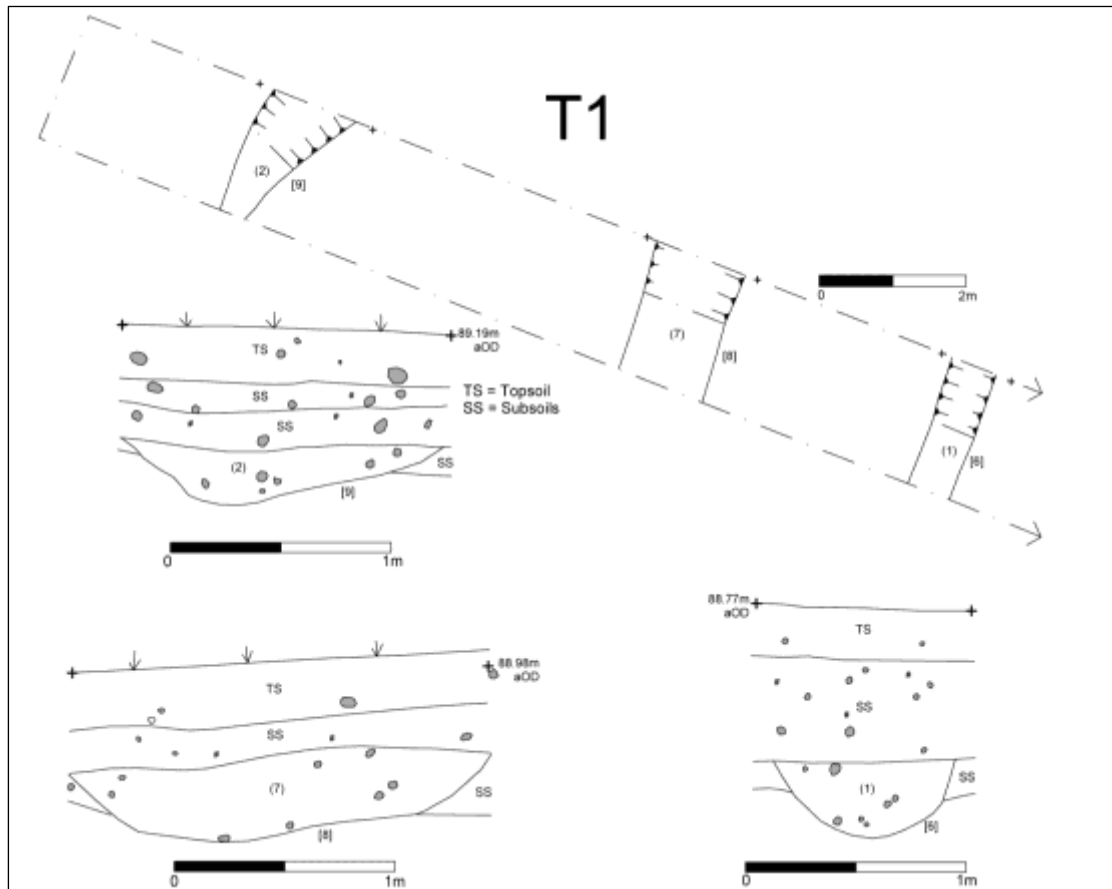 T1
(2)
[9]
(7)
[8]
(1)
[6]
0 2m
89.19m
aOD
TS
SS
SS
(2)
SS
[9]
TS = Topsoil
SS = Subsoils
0 1m
88.98m
aOD
TS
SS
(7)
SS
[8]
0 1m
88.77m
aOD
TS
SS
(1)
SS
[6]
0 1m